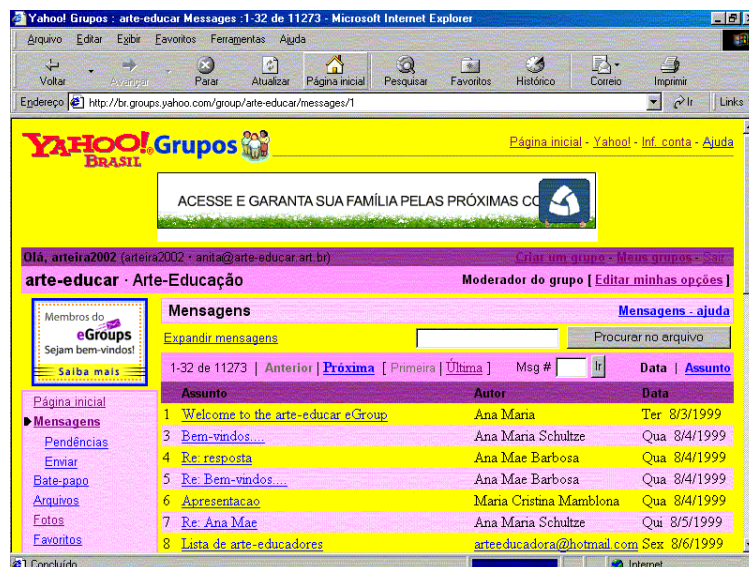 Yahoo! Grupos : arte-educar Messages :1-32 de 11273 - Microsoft Internet Explorer
Arquivo Editar Exibir Favoritos Ferramentas Ajuda
Voltar Avançar Parar Atualizar Página inicial Pesquisar Favoritos Histórico Correio Imprimir
Endereço http://br.groups.yahoo.com/group/arte-educar/messages/1 Ir Links
YAHOO! BRASIL Grupos
Página inicial - Yahoo! - Inf. conta - Ajuda
ACESSE E GARANTA SUA FAMÍLIA PELAS PRÓXIMAS CO
Olá, arteira2002 (arteira2002 · anita@arte-educar.art.br) Criar um grupo - Meus grupos - Sair
arte-educar · Arte-Educação Moderador do grupo [ Editar minhas opções ]
Membros do
eGroups
Sejam bem-vindos!
Saiba mais
Mensagens Mensagens - ajuda
Expandir mensagens Procurar no arquivo
1-32 de 11273 | Anterior | Próxima [ Primeira | Última ] Msg # Ir Data | Assunto
Página inicial
Mensagens
Pendências
Enviar
Bate-papo
Arquivos
Fotos
Favoritos
Assunto Autor Data
1 Welcome to the arte-educar eGroup Ana Maria Ter 8/3/1999
3 Bem-vindos.... Ana Maria Schultze Qua 8/4/1999
4 Re: resposta Ana Mae Barbosa Qua 8/4/1999
5 Re: Bem-vindos.... Ana Mae Barbosa Qua 8/4/1999
6 Apresentacao Maria Cristina Mamblona Qua 8/4/1999
7 Re: Ana Mae Ana Maria Schultze Qui 8/5/1999
8 Lista de arte-educadores arteeducadora@hotmail.com Sex 8/6/1999
Concluído Internet